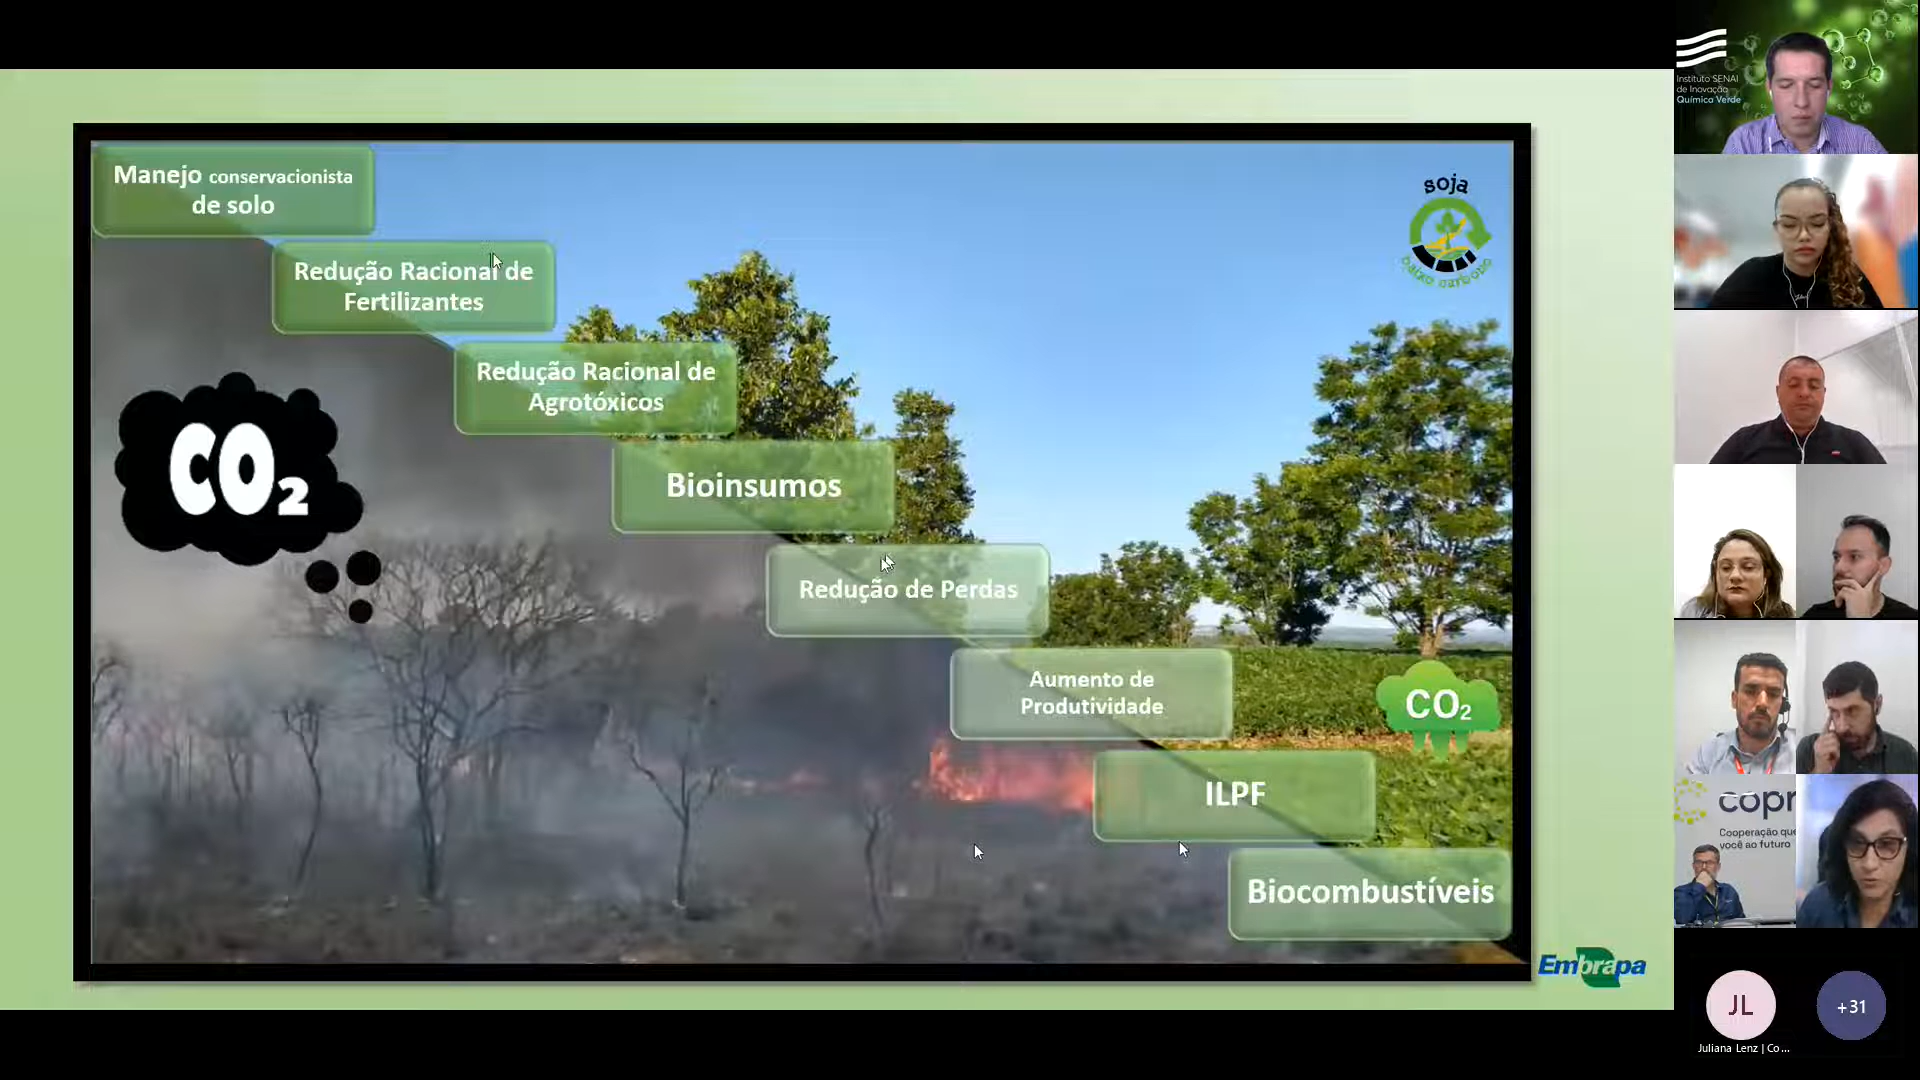 Manejo conservacionista
de solo
Redução Racional de
Fertilizantes
Redução Racional de
Agrotóxicos
Bioinsumos
Redução de Perdas
Aumento de
Produtividade
ILPF
Biocombustíveis
CO₂
soja
baixo carbono
CO₂
Embrapa
Instituto SENAI
de Inovação
Química Verde
copr
Cooperação que
você ao futuro
JL
+31
Juliana Lenz | Co...